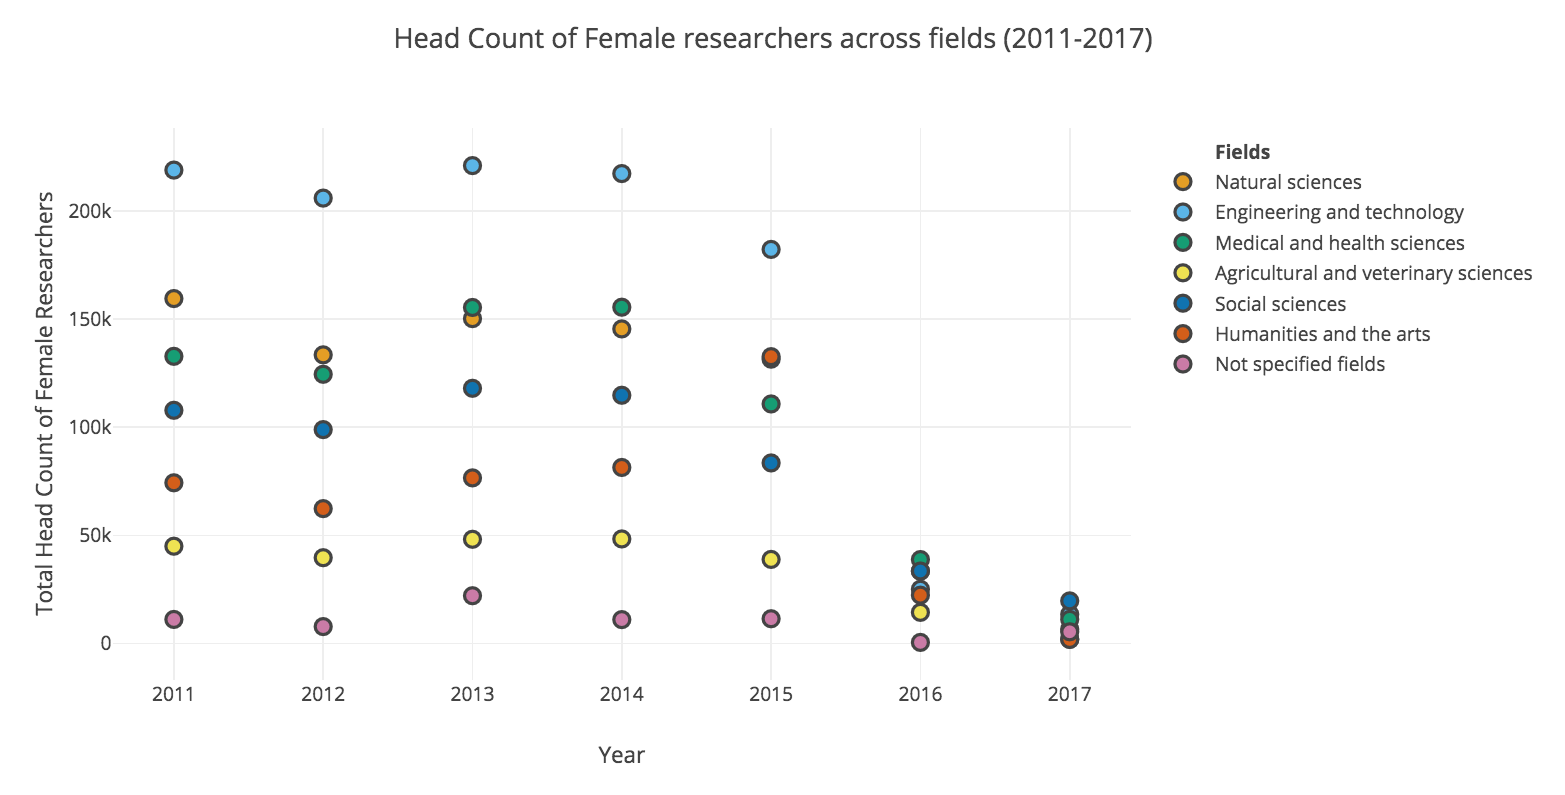 Head Count of Female researchers across fields (2011-2017)
Total Head Count of Female Researchers
200k
150k
100k
50k
0
2011
2012
2013
2014
2015
2016
2017
Year
Fields
Natural sciences
Engineering and technology
Medical and health sciences
Agricultural and veterinary sciences
Social sciences
Humanities and the arts
Not specified fields